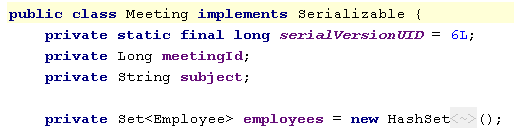 public class Meeting implements Serializable {
private static final long serialVersionUID = 6L;
private Long meetingId;
private String subject;
private Set<Employee> employees = new HashSet<~>();